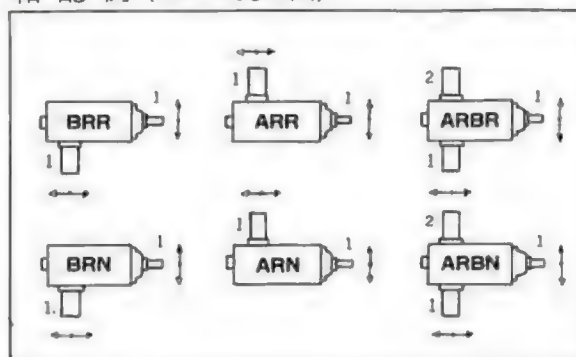 1 2
1 1 1
BRR ARR ARBR
1 1
1 2
1 1 1
BRN ARN ARBN
1. 1